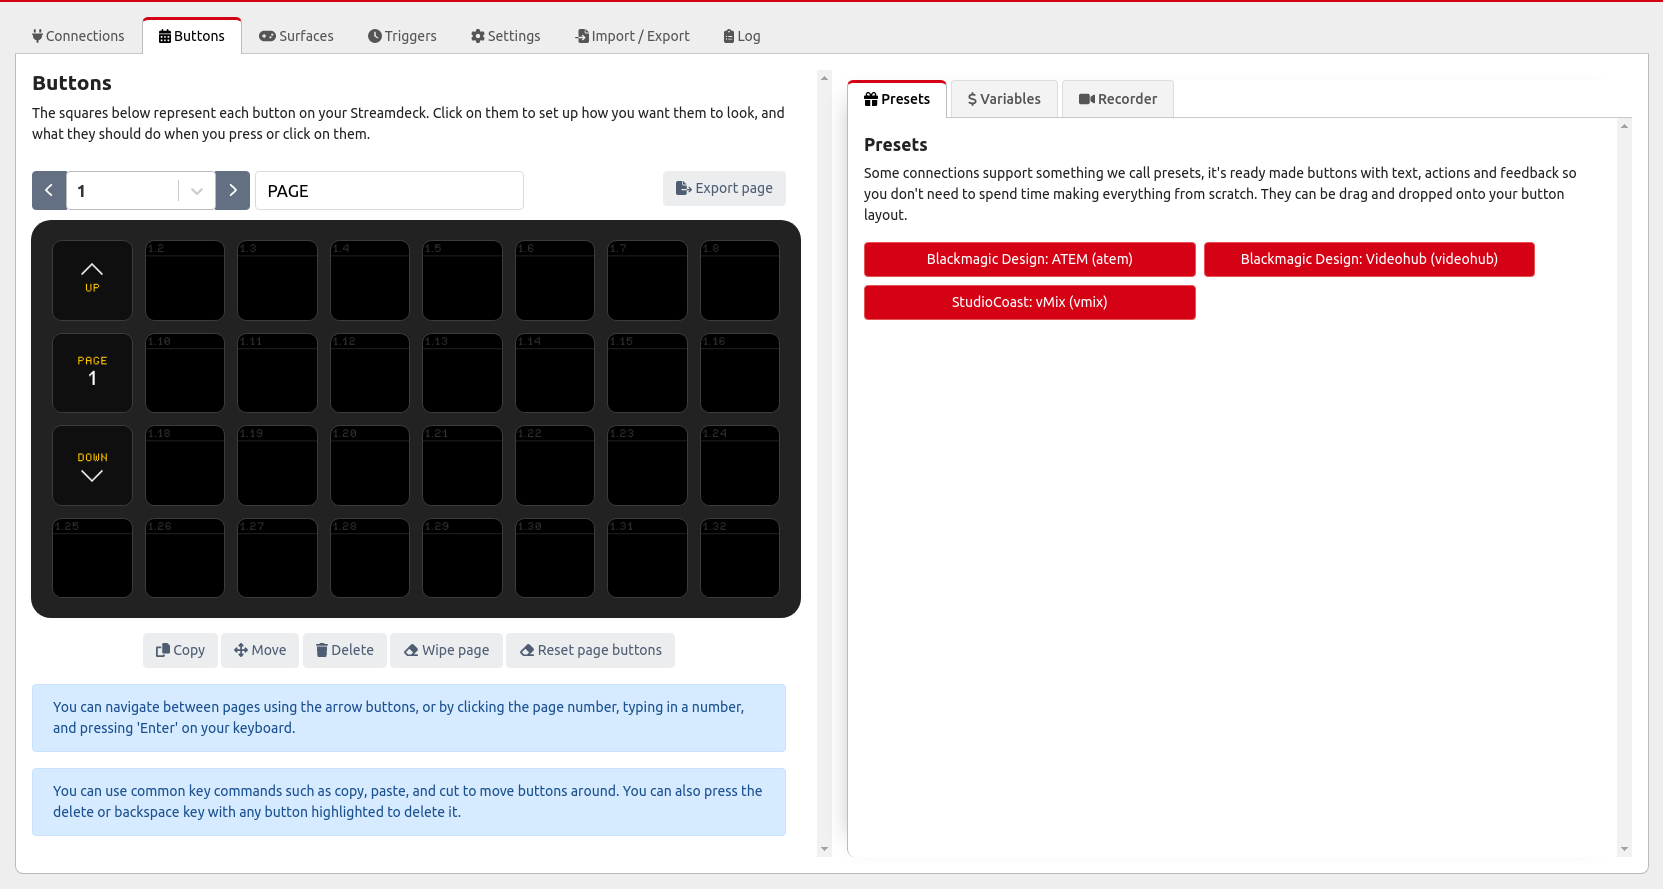 Connections Buttons Surfaces Triggers Settings Import / Export Log
Buttons
The squares below represent each button on your Streamdeck. Click on them to set up how you want them to look, and
what they should do when you press or click on them.
1 PAGE Export page
UP 1.2 1.3 1.4 1.5 1.6 1.7 1.8
PAGE 1 1.10 1.11 1.12 1.13 1.14 1.15 1.16
DOWN 1.18 1.19 1.20 1.21 1.22 1.23 1.24
1.25 1.26 1.27 1.28 1.29 1.30 1.31 1.32
Copy Move Delete Wipe page Reset page buttons
You can navigate between pages using the arrow buttons, or by clicking the page number, typing in a number,
and pressing 'Enter' on your keyboard.
You can use common key commands such as copy, paste, and cut to move buttons around. You can also press the
delete or backspace key with any button highlighted to delete it.
Presets $ Variables Recorder
Presets
Some connections support something we call presets, it's ready made buttons with text, actions and feedback so
you don't need to spend time making everything from scratch. They can be drag and dropped onto your button
layout.
Blackmagic Design: ATEM (atem) Blackmagic Design: Videohub (videohub)
StudioCoast: vMix (vmix)